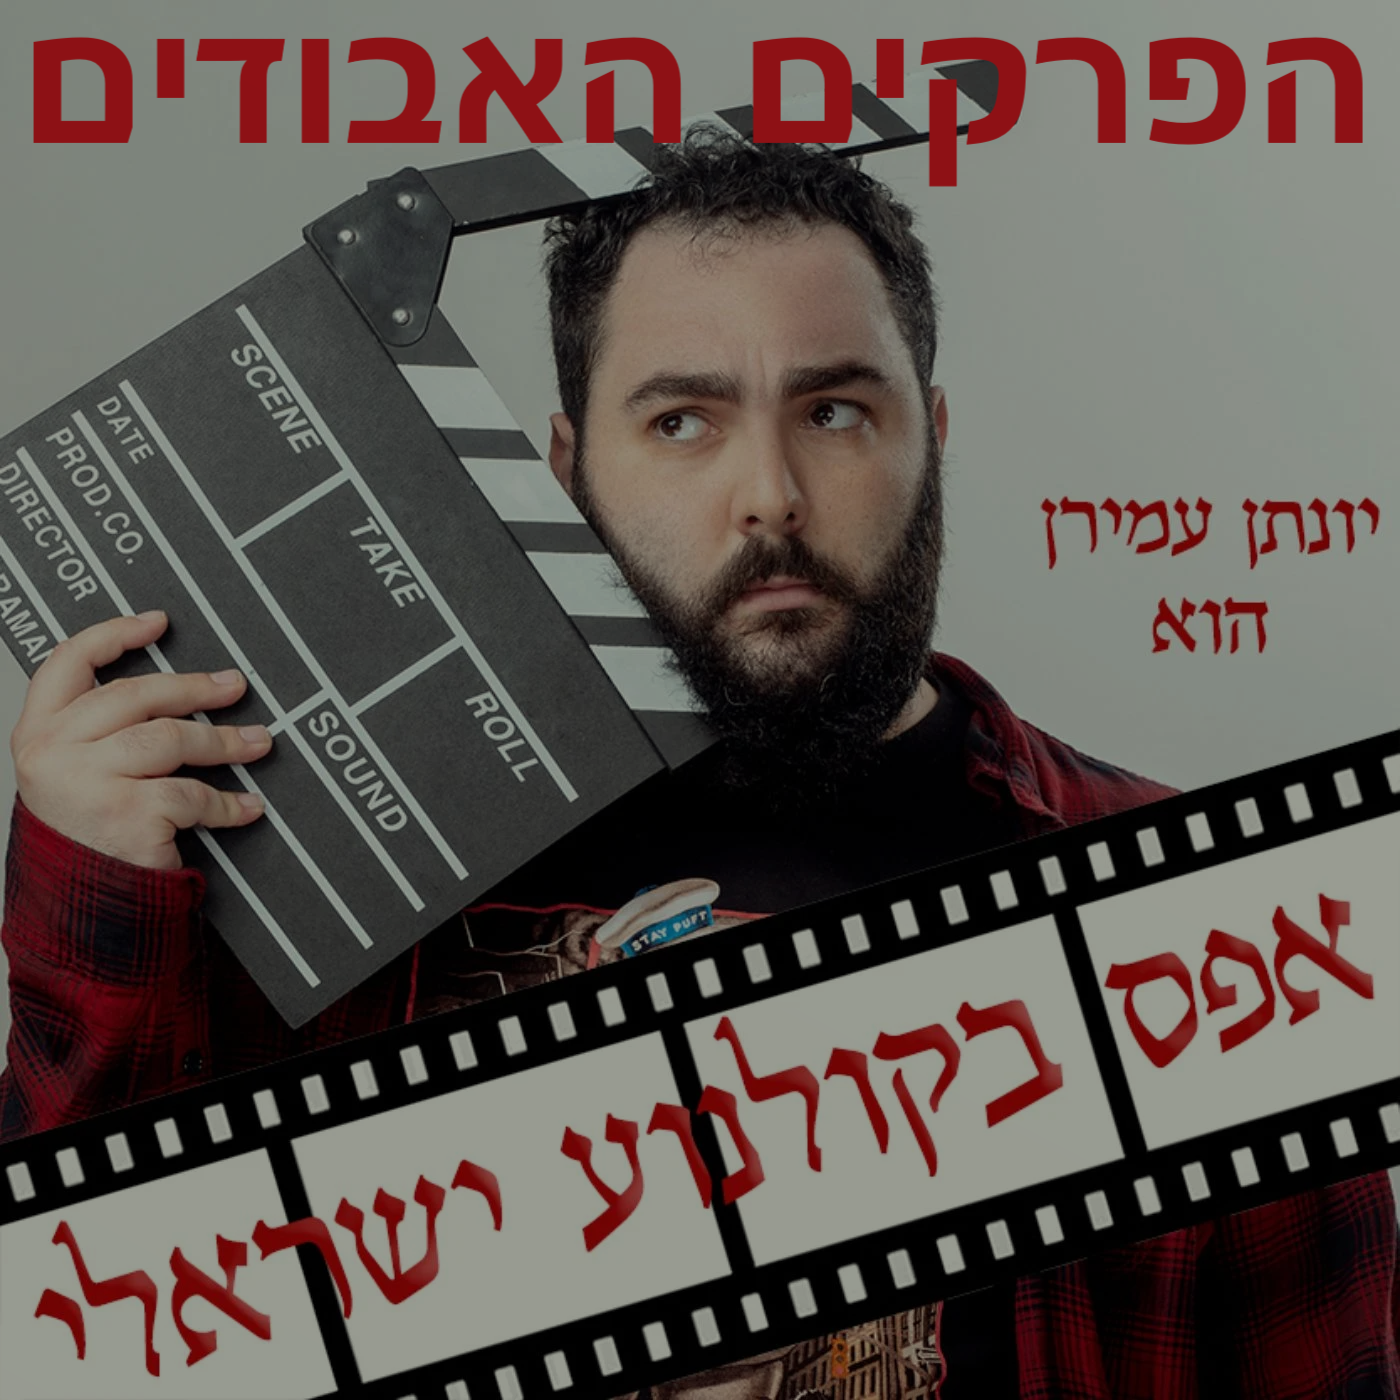 הפרקים האבודים
SCENE
TAKE
ROLL
DATE
SOUND
PROD.CO.
DIRECTOR
יונתן עמירן
הוא
STAY PUFT
אפס בקולנוע ישראלי